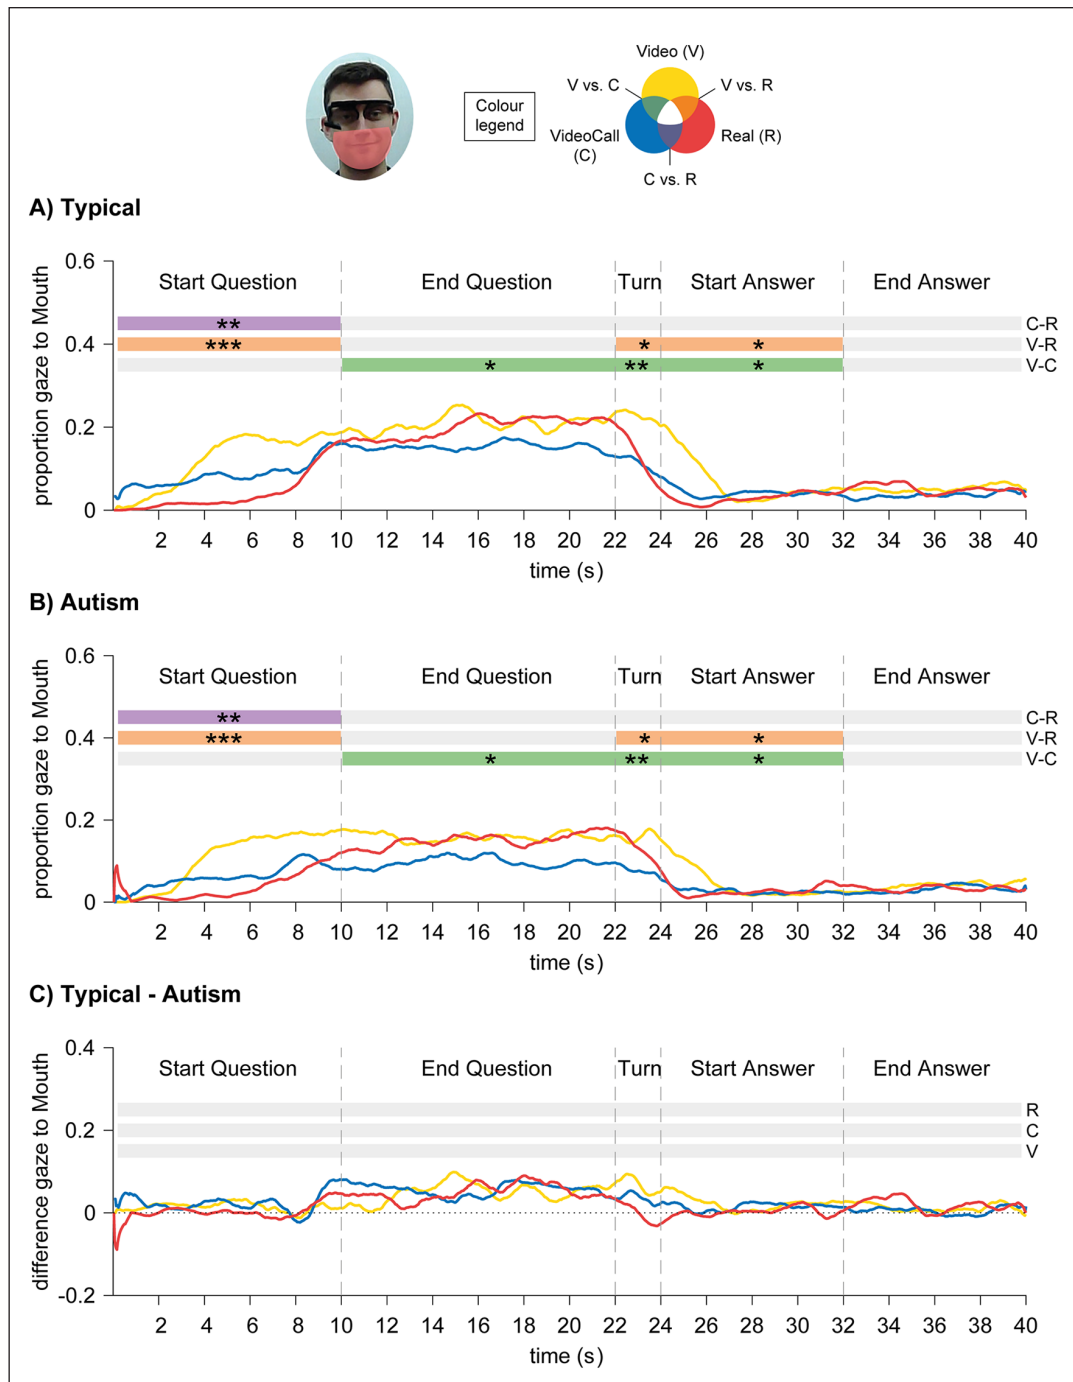 Video (V)
V vs. C
V vs. R
Colour
legend
VideoCall
(C)
Real (R)
C vs. R
A) Typical
proportion gaze to Mouth
0.6
0.4
0.2
0
Start Question
End Question
Turn
Start Answer
End Answer
** C-R
*** * * V-R
* ** * V-C
2 4 6 8 10 12 14 16 18 20 22 24 26 28 30 32 34 36 38 40
time (s)
B) Autism
proportion gaze to Mouth
0.6
0.4
0.2
0
Start Question
End Question
Turn
Start Answer
End Answer
** C-R
*** * * V-R
* ** * V-C
2 4 6 8 10 12 14 16 18 20 22 24 26 28 30 32 34 36 38 40
time (s)
C) Typical - Autism
difference gaze to Mouth
0.4
0.2
0
-0.2
Start Question
End Question
Turn
Start Answer
End Answer
R
C
V
2 4 6 8 10 12 14 16 18 20 22 24 26 28 30 32 34 36 38 40
time (s)